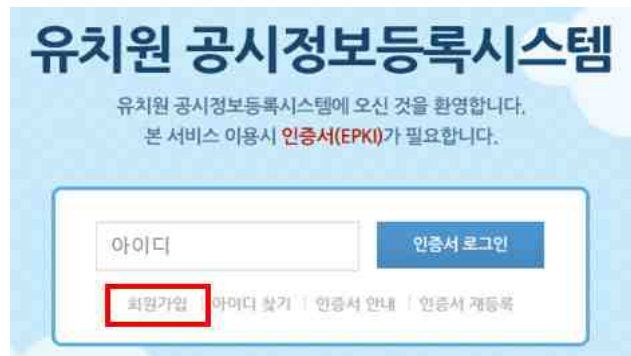 유치원 공시정보등록시스템
유치원 공시정보등록시스템에 오신 것을 환영합니다.
본 서비스 이용시 인증서(EPKI)가 필요합니다.
아이디
인증서 로그인
회원가입 | 아이디 찾기 | 인증서 안내 | 인증서 재등록